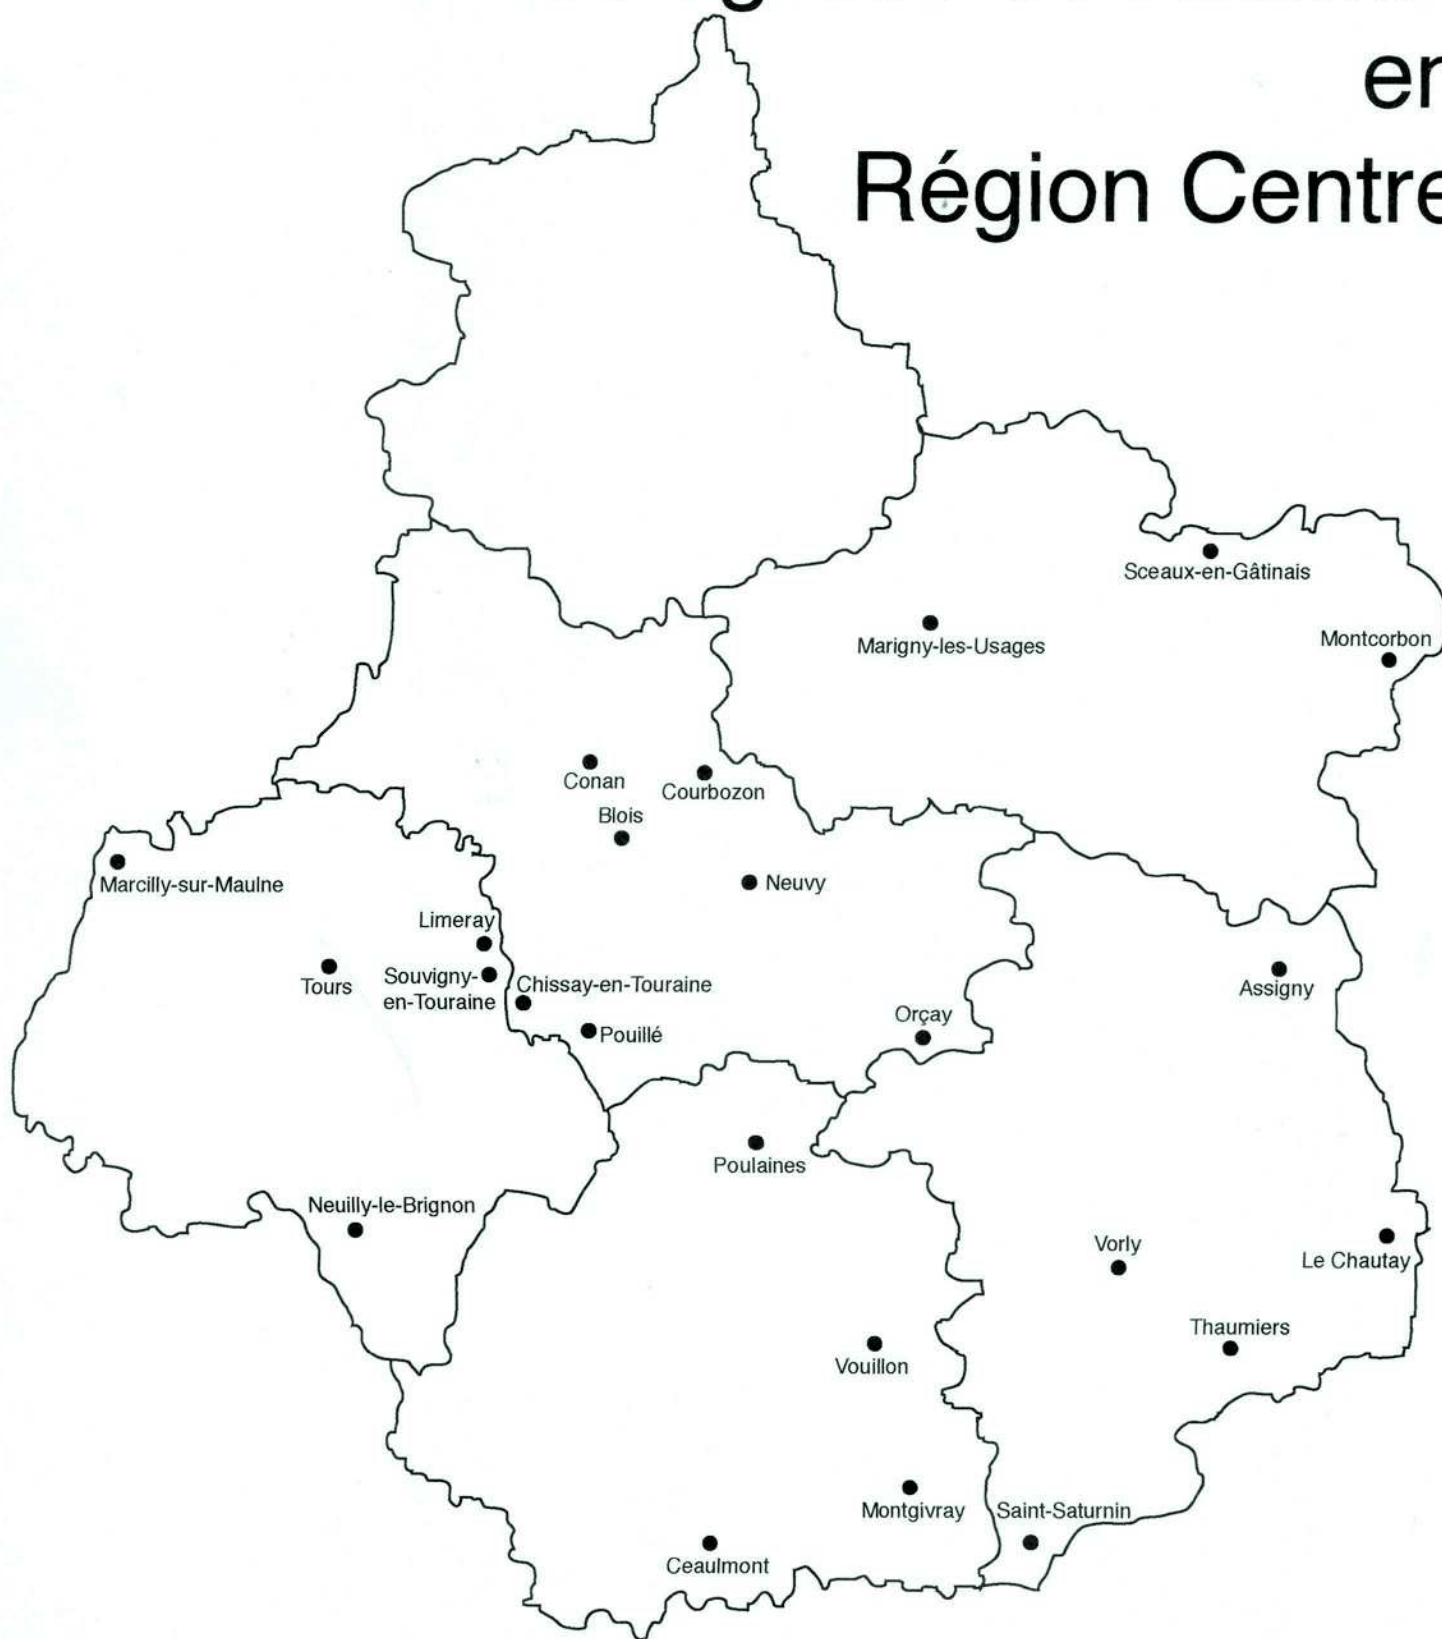 en
Région Centre
Sceaux-en-Gâtinais
Marigny-les-Usages
Montcorbon
Conan
Courbozon
Blois
Marcilly-sur-Maulne
Neuvy
Limeray
Tours
Souvigny-
en-Touraine
Chissay-en-Touraine
Pouillé
Orçay
Assigny
Poulaines
Neuilly-le-Brignon
Vorly
Le Chautay
Thaumiers
Vouillon
Montgivray
Saint-Saturnin
Ceaulmont